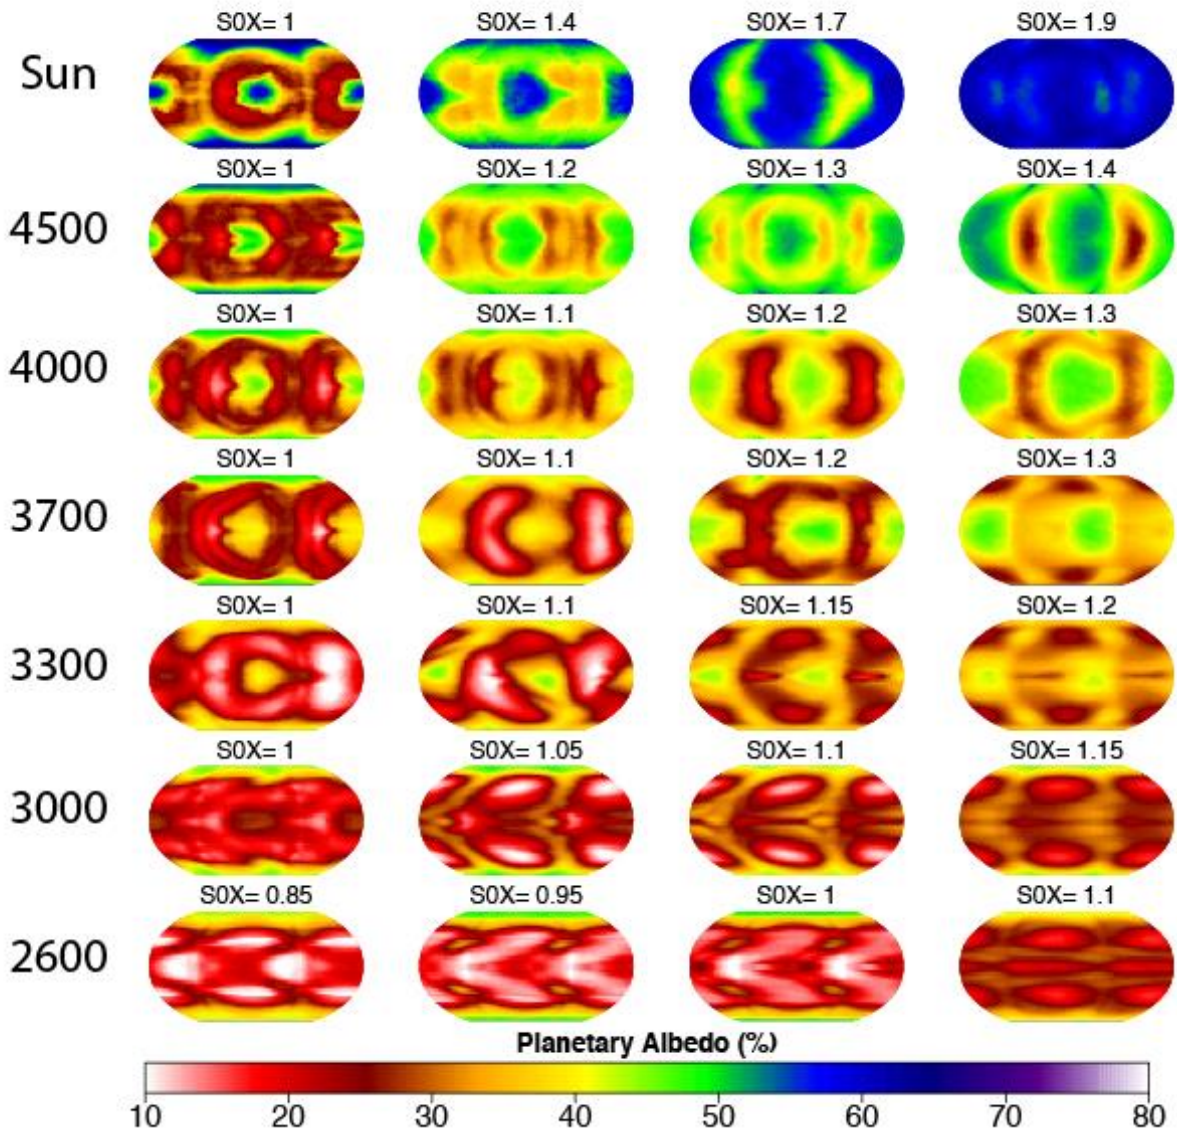 S0X= 1 S0X= 1.4 S0X= 1.7 S0X= 1.9
Sun
S0X= 1 S0X= 1.2 S0X= 1.3 S0X= 1.4
4500
S0X= 1 S0X= 1.1 S0X= 1.2 S0X= 1.3
4000
S0X= 1 S0X= 1.1 S0X= 1.2 S0X= 1.3
3700
S0X= 1 S0X= 1.1 S0X= 1.15 S0X= 1.2
3300
S0X= 1 S0X= 1.05 S0X= 1.1 S0X= 1.15
3000
S0X= 0.85 S0X= 0.95 S0X= 1 S0X= 1.1
2600
Planetary Albedo (%)
10 20 30 40 50 60 70 80